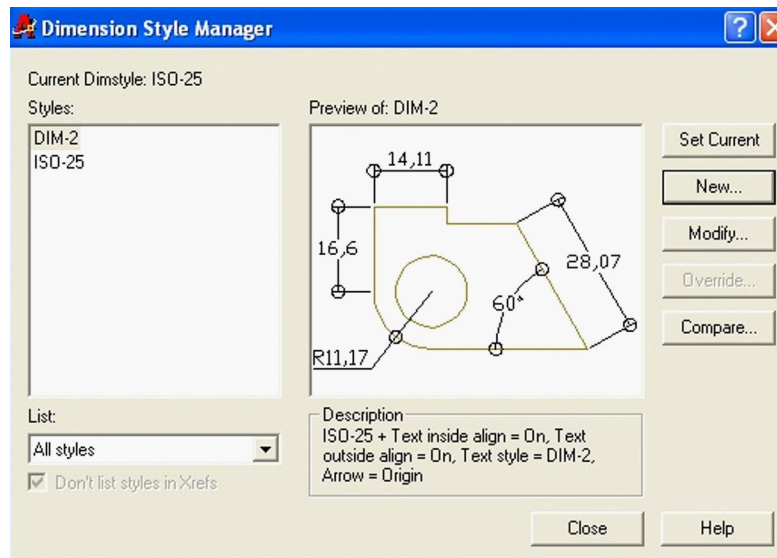 Dimension Style Manager
Current Dimstyle: ISO-25
Styles:
DIM-2
ISO-25
Preview of: DIM-2
14,11
16,6
28,07
60°
R11,17
Set Current
New...
Modify...
Override...
Compare...
List:
All styles
Don't list styles in Xrefs
Description
ISO-25 + Text inside align = On, Text
outside align = On, Text style = DIM-2,
Arrow = Origin
Close
Help